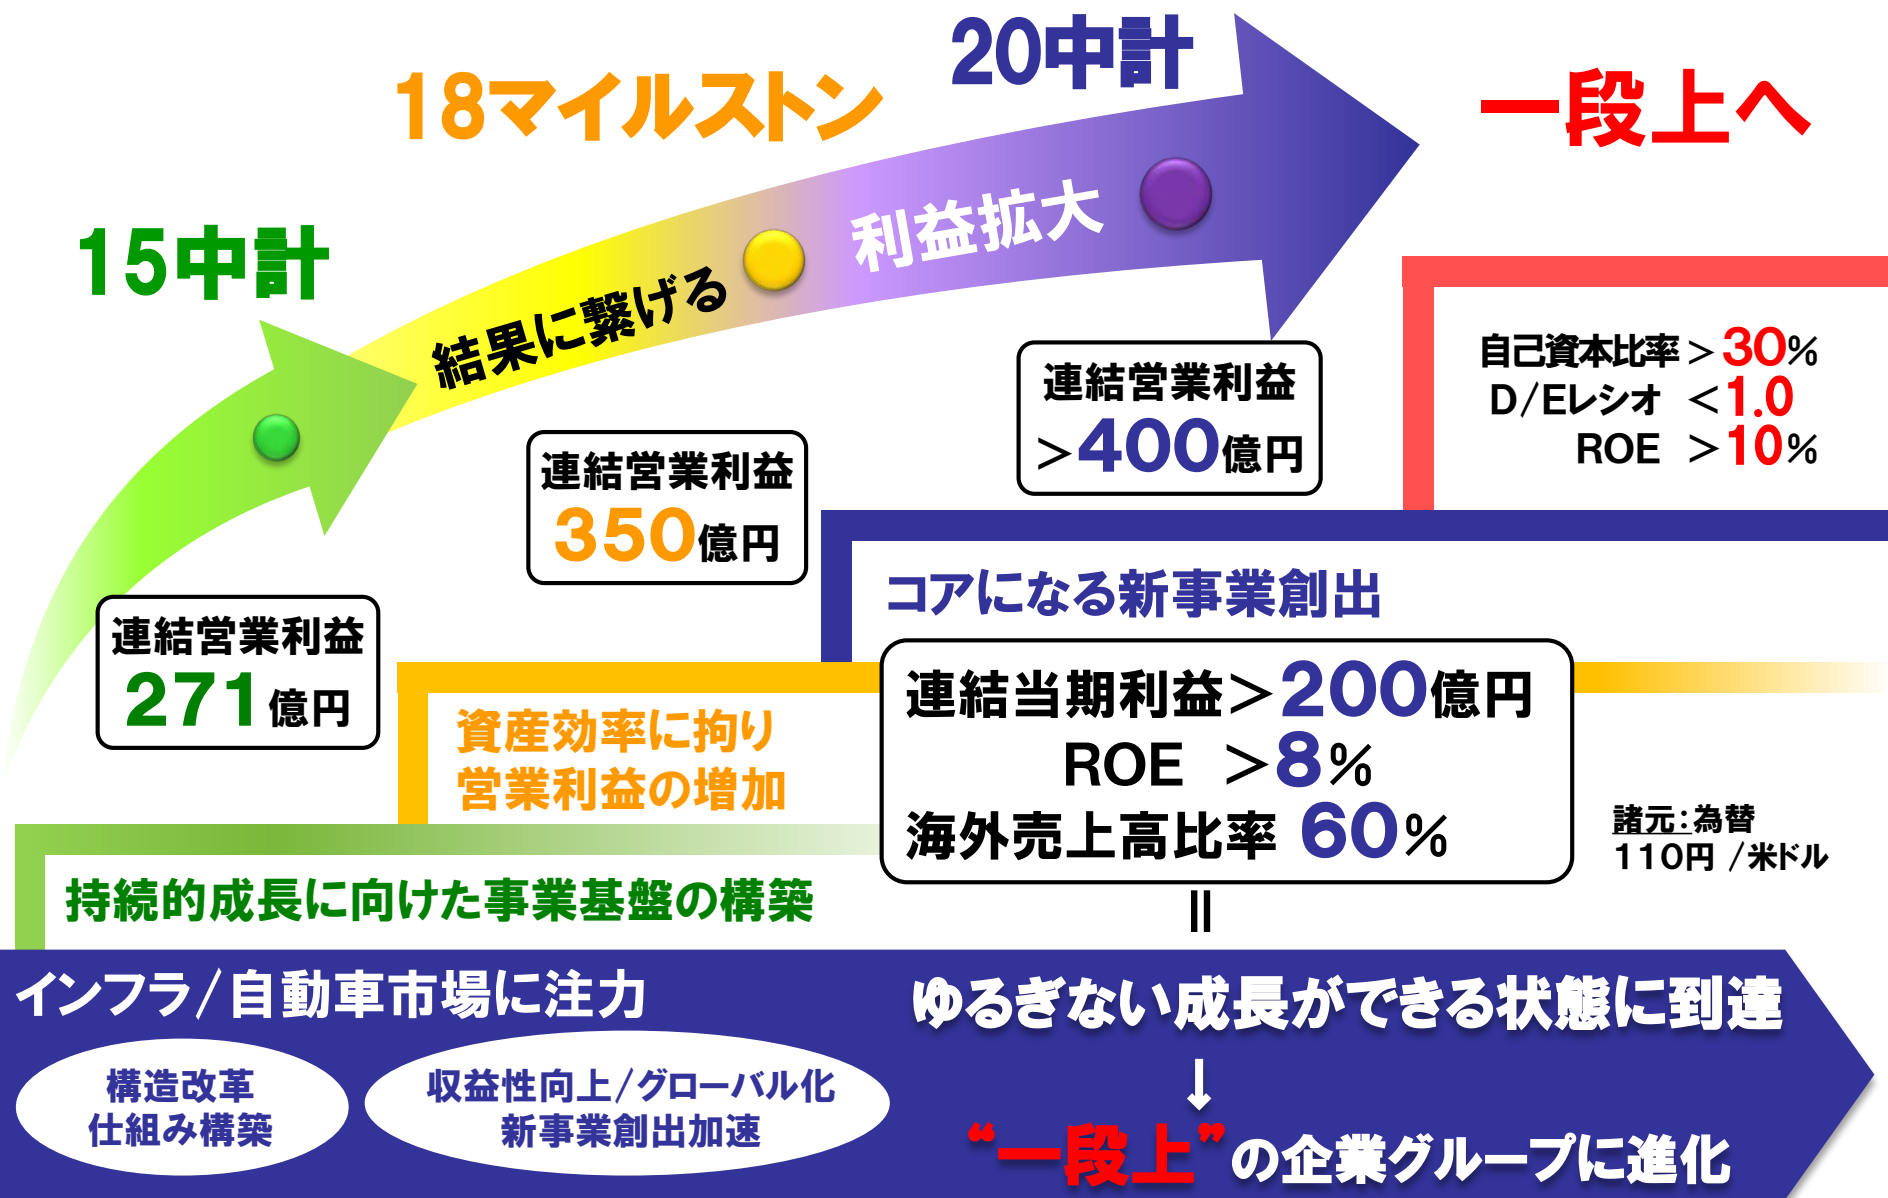 20中計
18マイルストン
一段上へ
15中計
利益拡大
結果に繋げる
自己資本比率＞30％
D/Eレシオ ＜1.0
ROE ＞10％
連結営業利益
＞400億円
連結営業利益
350億円
連結営業利益
271億円
コアになる新事業創出
連結当期利益＞200億円
ROE ＞8％
海外売上高比率 60％
資産効率に拘り
営業利益の増加
諸元：為替
110円 /米ドル
持続的成長に向けた事業基盤の構築
=
インフラ/自動車市場に注力
構造改革
仕組み構築
収益性向上/グローバル化
新事業創出加速
ゆるぎない成長ができる状態に到達
↓
“一段上”の企業グループに進化